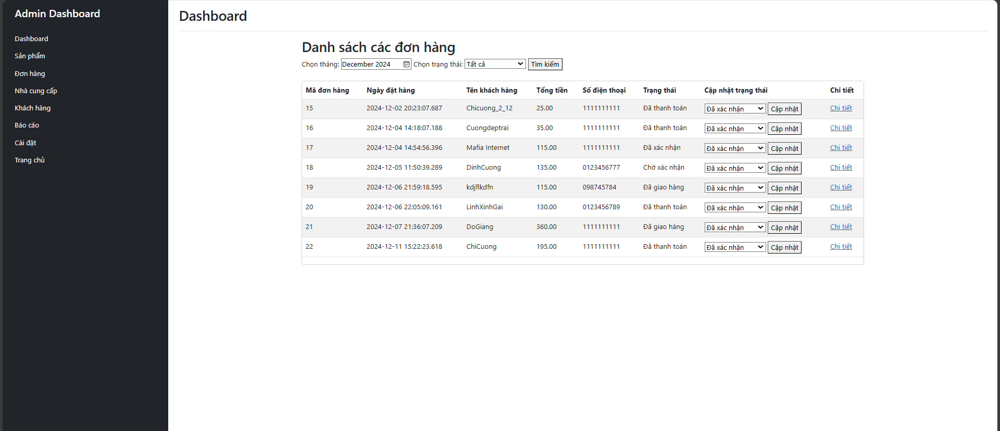 Admin Dashboard
Dashboard
Sản phẩm
Đơn hàng
Nhà cung cấp
Khách hàng
Báo cáo
Cài đặt
Trang chủ
Dashboard
Danh sách các đơn hàng
Chọn tháng: December 2024 Chọn trạng thái: Tất cả Tìm kiếm
Mã đơn hàng Ngày đặt hàng Tên khách hàng Tổng tiền Số điện thoại Trạng thái Cập nhật trạng thái Chi tiết
15 2024-12-02 20:23:07.687 Chicuong_2_12 25.00 1111111111 Đã thanh toán Đã xác nhận Cập nhật Chi tiết
16 2024-12-04 14:18:07.188 Cuongdeptrai 35.00 1111111111 Đã thanh toán Đã xác nhận Cập nhật Chi tiết
17 2024-12-04 14:54:56.396 Mafia Internet 115.00 1111111111 Đã xác nhận Đã xác nhận Cập nhật Chi tiết
18 2024-12-05 11:50:39.289 DinhCuong 135.00 0123456777 Chờ xác nhận Đã xác nhận Cập nhật Chi tiết
19 2024-12-06 21:59:18.595 kdjflkdfn 115.00 098745784 Đã giao hàng Đã xác nhận Cập nhật Chi tiết
20 2024-12-06 22:05:09.161 LinhXinhGai 130.00 0123456789 Đã thanh toán Đã xác nhận Cập nhật Chi tiết
21 2024-12-07 21:36:07.209 DoGiang 360.00 1111111111 Đã giao hàng Đã xác nhận Cập nhật Chi tiết
22 2024-12-11 15:22:23.618 ChiCuong 195.00 1111111111 Đã thanh toán Đã xác nhận Cập nhật Chi tiết